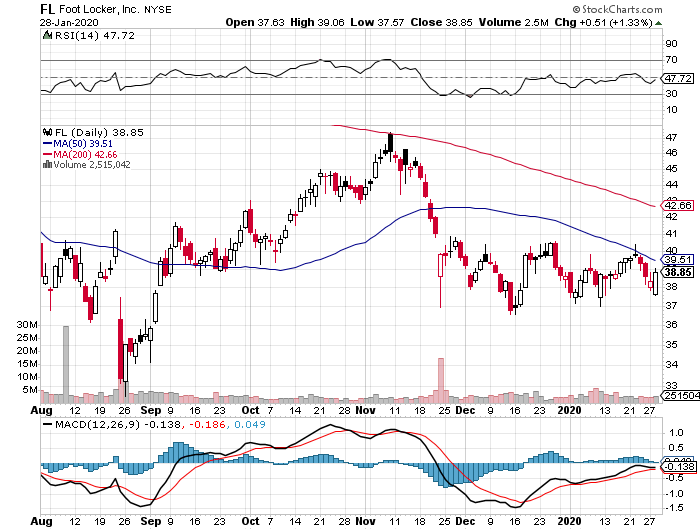 FL Foot Locker, Inc. NYSE © StockCharts.com
28-Jan-2020 Open 37.63 High 39.06 Low 37.57 Close 38.85 Volume 2.5M Chg +0.51 (+1.33%)
RSI(14) 47.72
90
70
47.72
30
10
FL (Daily) 38.85
MA(50) 39.51
MA(200) 42.66
Volume 2,515,042
47
46
45
44
43
42.66
42
41
40
39.51
38.85
38
37
36
35
34
33
30M
25M
20M
15M
10M
5M
251504
Aug 12 19 26 Sep 9 16 23 Oct 7 14 21 28 Nov 11 18 25 Dec 9 16 23 2020 13 21 27
MACD(12,26,9) -0.138, -0.186, 0.049
1.0
0.5
0.049
-0.138
-0.5
-1.0
-1.5
Aug 12 19 26 Sep 9 16 23 Oct 7 14 21 28 Nov 11 18 25 Dec 9 16 23 2020 13 21 27